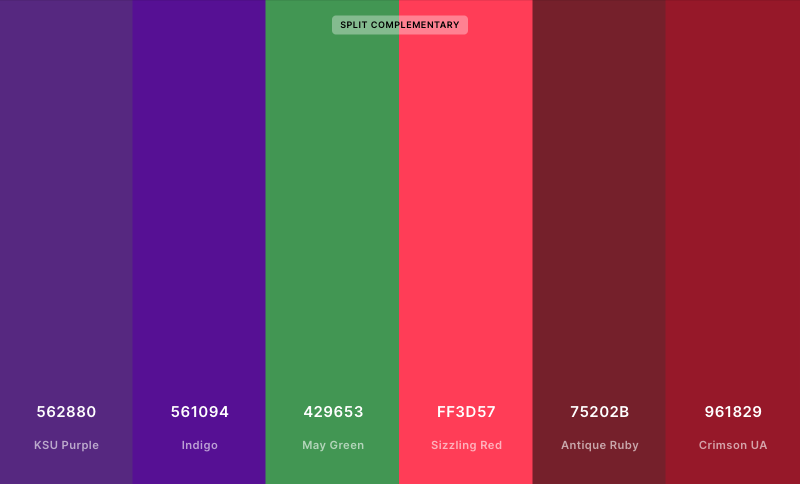 SPLIT COMPLEMENTARY
562880
561094
429653
FF3D57
75202B
961829
KSU Purple
Indigo
May Green
Sizzling Red
Antique Ruby
Crimson UA